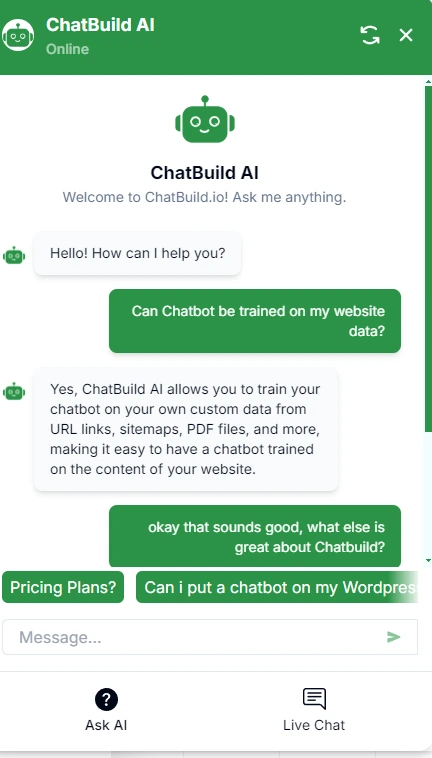 ChatBuild AI
Online
ChatBuild AI
Welcome to ChatBuild.io! Ask me anything.
Hello! How can I help you?
Can Chatbot be trained on my website
data?
Yes, ChatBuild AI allows you to train your
chatbot on your own custom data from
URL links, sitemaps, PDF files, and more,
making it easy to have a chatbot trained
on the content of your website.
okay that sounds good, what else is
great about Chatbuild?
Pricing Plans?
Can i put a chatbot on my Wordpres
Message...
Ask AI
Live Chat